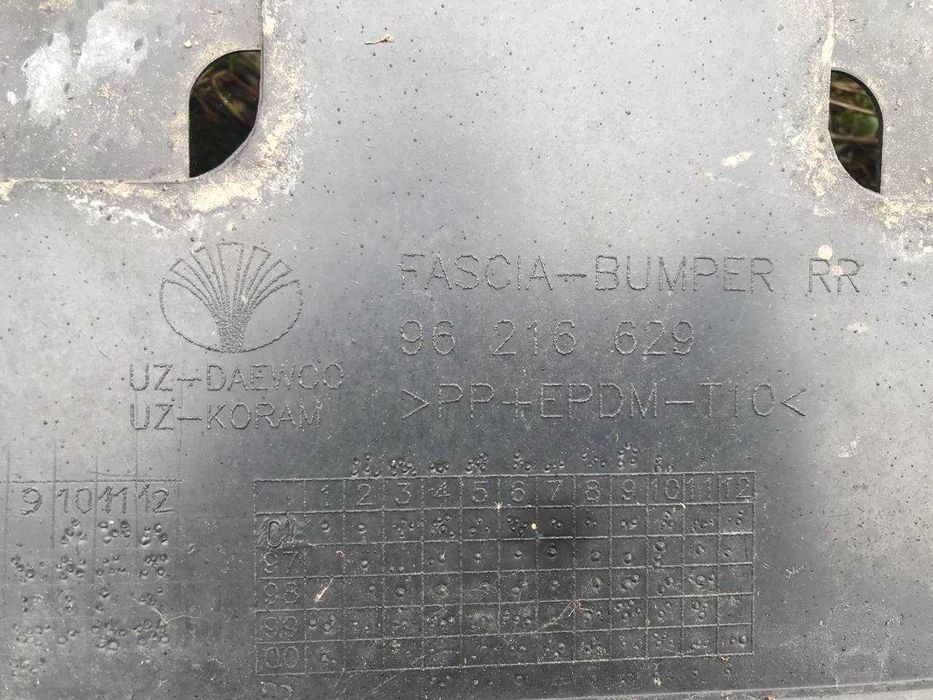 FASCIA-BUMPER RR
96 216 629
>PP+EPDM-T10<
UZ-DAEWOO
UZ-KORAM
9 10 11 12
1 2 3 4 5 6 7 8 9 10 11 12
97
98
99
00